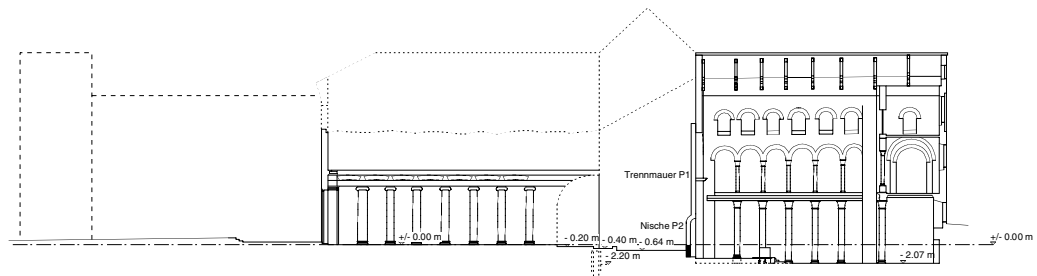 Trennmauer P1
Nische P2
+/- 0.00 m
- 0.20 m
- 0.40 m
- 0.64 m
+/- 0.00 m
- 2.20 m
- 2.07 m